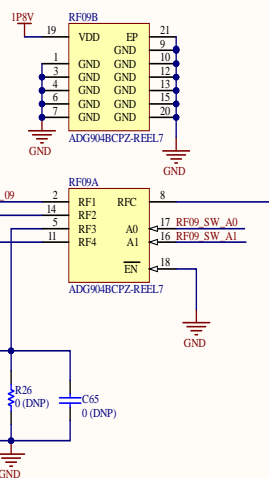 RF09B
1P8V
19 VDD EP 21
GND 9
1 GND GND 10
3 GND GND 12
4 GND GND 13
6 GND GND 15
7 GND GND 20
ADG904BCPZ-REEL7
GND
GND
RF09A
_09 2 RF1 RFC 8
14 RF2
5 RF3 A0 17 RF09_SW_A0
11 RF4 A1 16 RF09_SW_A1
EN 18
ADG904BCPZ-REEL7
GND
R26
0 (DNP)
C65
0 (DNP)
GND